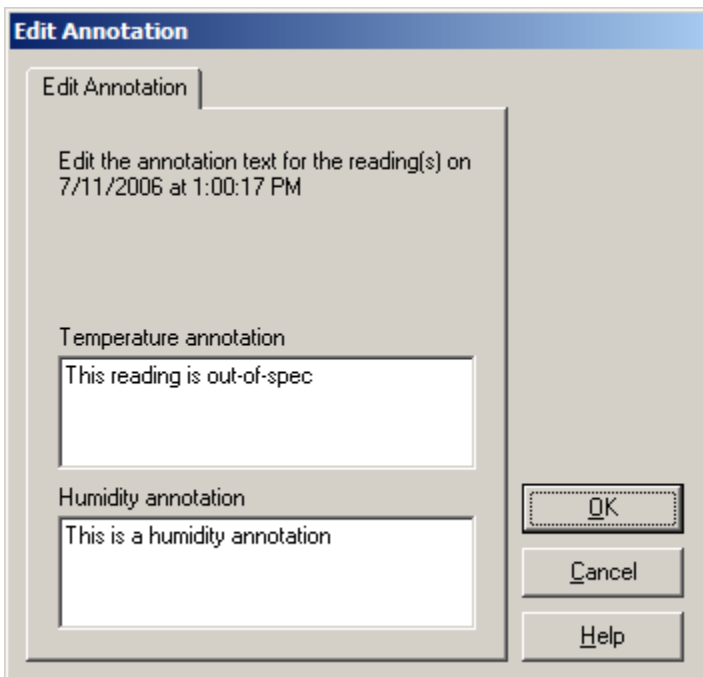 Edit Annotation
Edit Annotation
Edit the annotation text for the reading(s) on
7/11/2006 at 1:00:17 PM
Temperature annotation
This reading is out-of-spec
Humidity annotation
This is a humidity annotation
OK
Cancel
Help